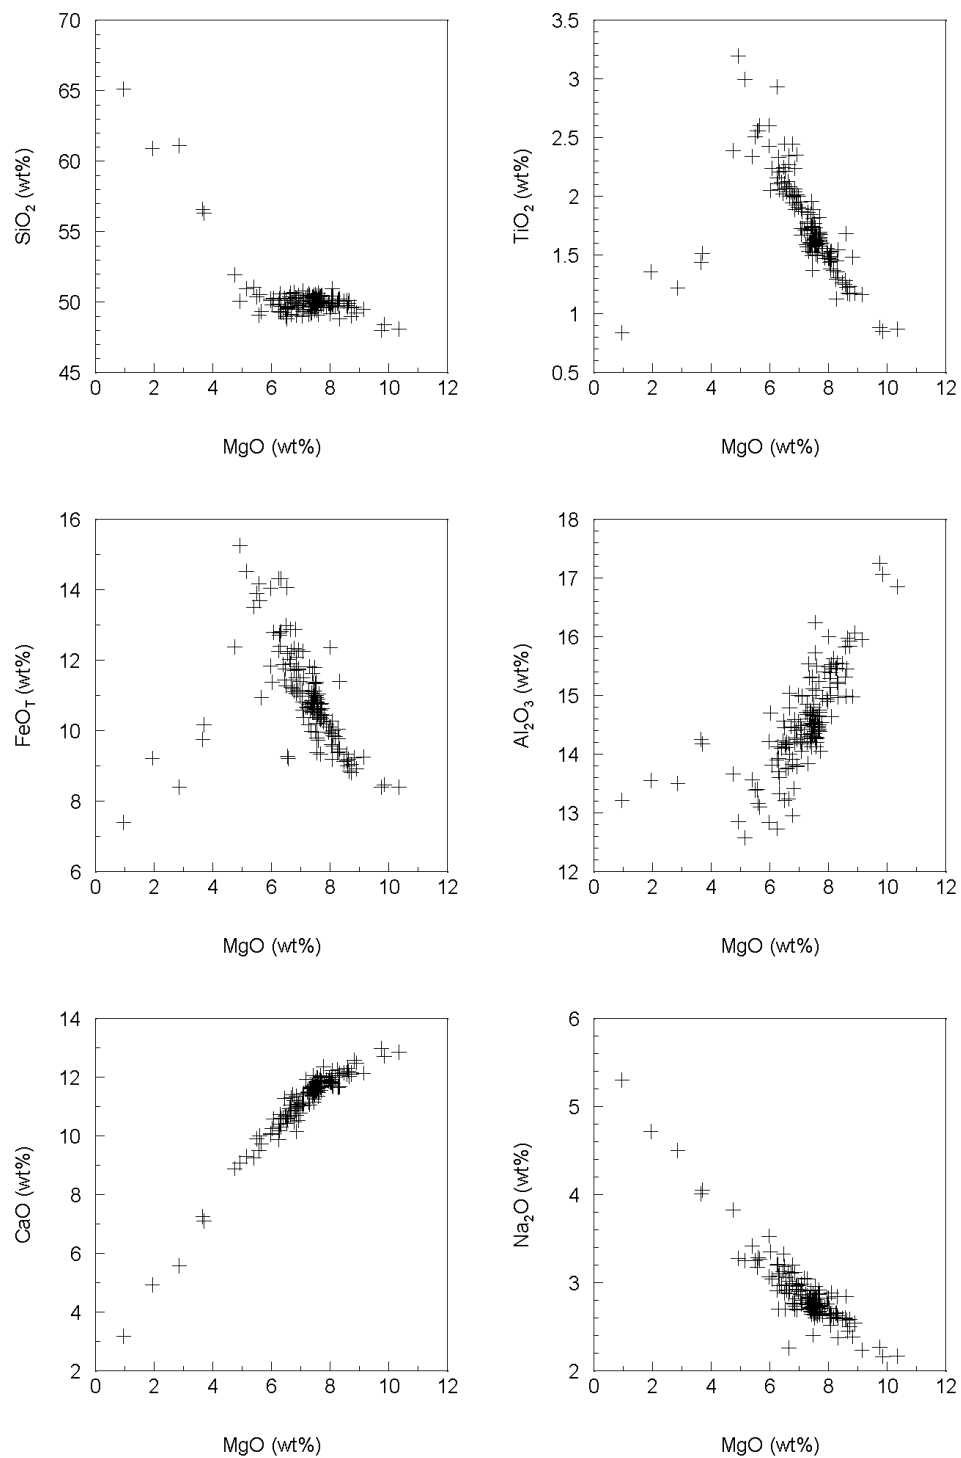 70
65
60
55
50
45
SiO₂ (wt%)
0 2 4 6 8 10 12
MgO (wt%)
3.5
3
2.5
2
1.5
1
0.5
TiO₂ (wt%)
0 2 4 6 8 10 12
MgO (wt%)
16
14
12
10
8
6
FeO_T (wt%)
0 2 4 6 8 10 12
MgO (wt%)
18
17
16
15
14
13
12
Al₂O₃ (wt%)
0 2 4 6 8 10 12
MgO (wt%)
14
12
10
8
6
4
2
CaO (wt%)
0 2 4 6 8 10 12
MgO (wt%)
6
5
4
3
2
Na₂O (wt%)
0 2 4 6 8 10 12
MgO (wt%)